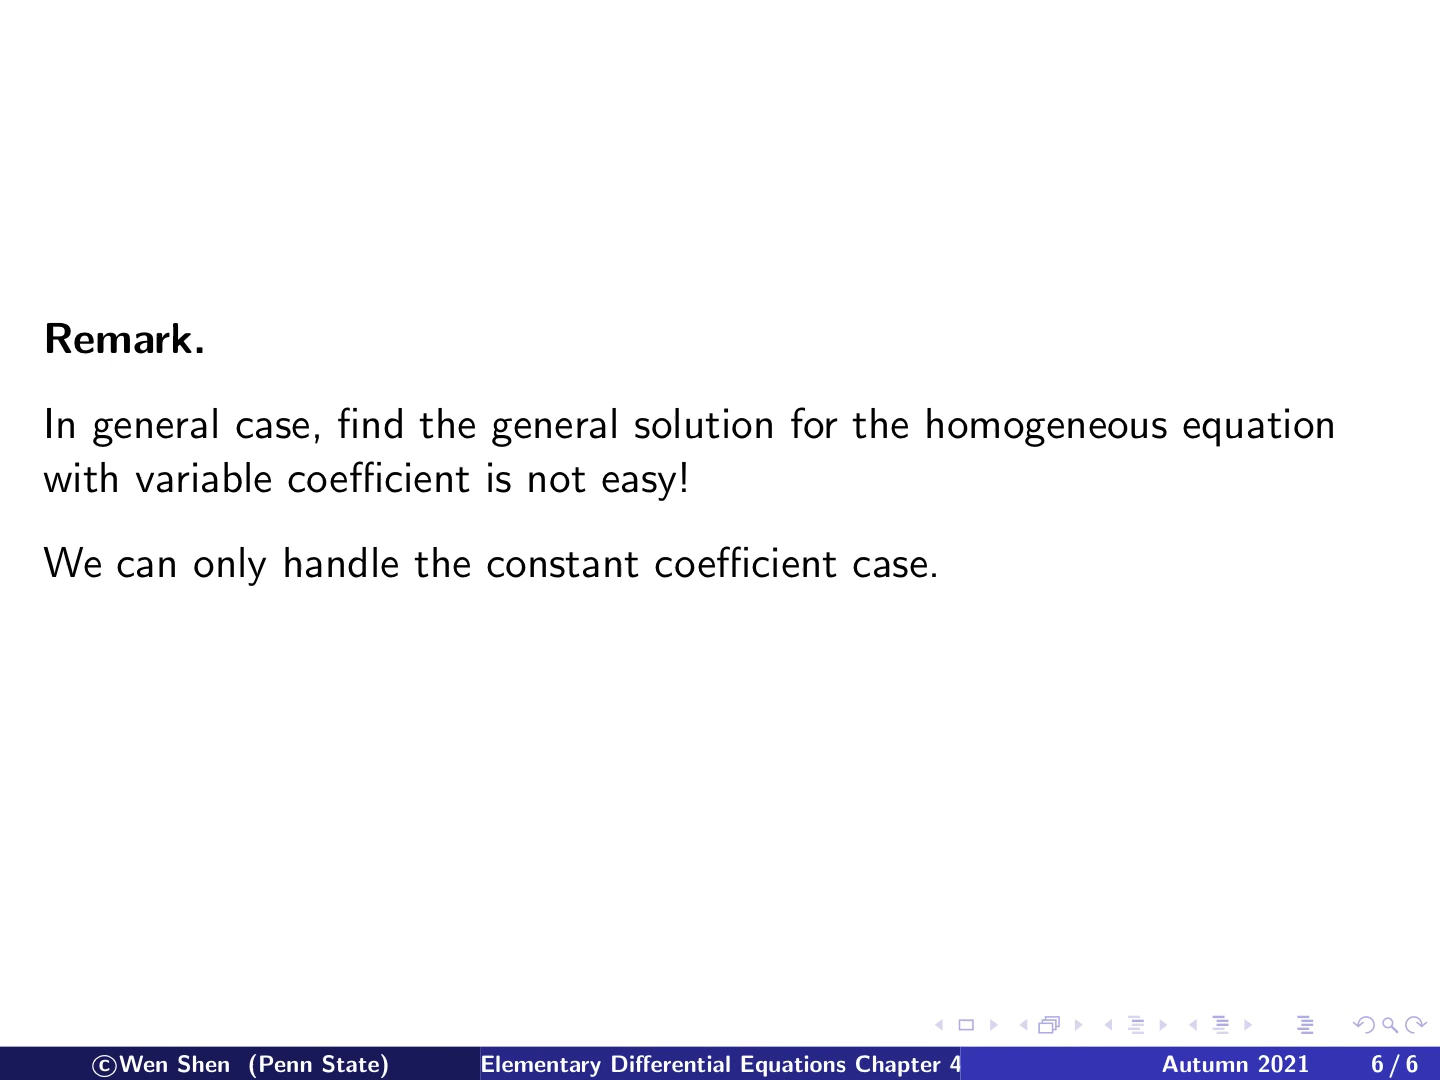 Remark.
In general case, find the general solution for the homogeneous equation
with variable coefficient is not easy!
We can only handle the constant coefficient case.
©Wen Shen (Penn State) Elementary Differential Equations Chapter 4 Autumn 2021 6 / 6